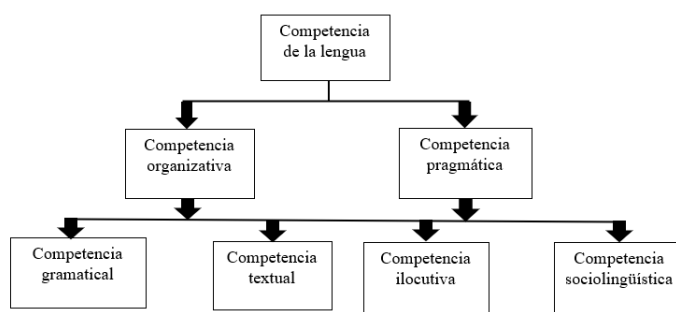 Competencia
de la lengua
Competencia
organizativa
Competencia
pragmática
Competencia
gramatical
Competencia
textual
Competencia
ilocutiva
Competencia
sociolingüística